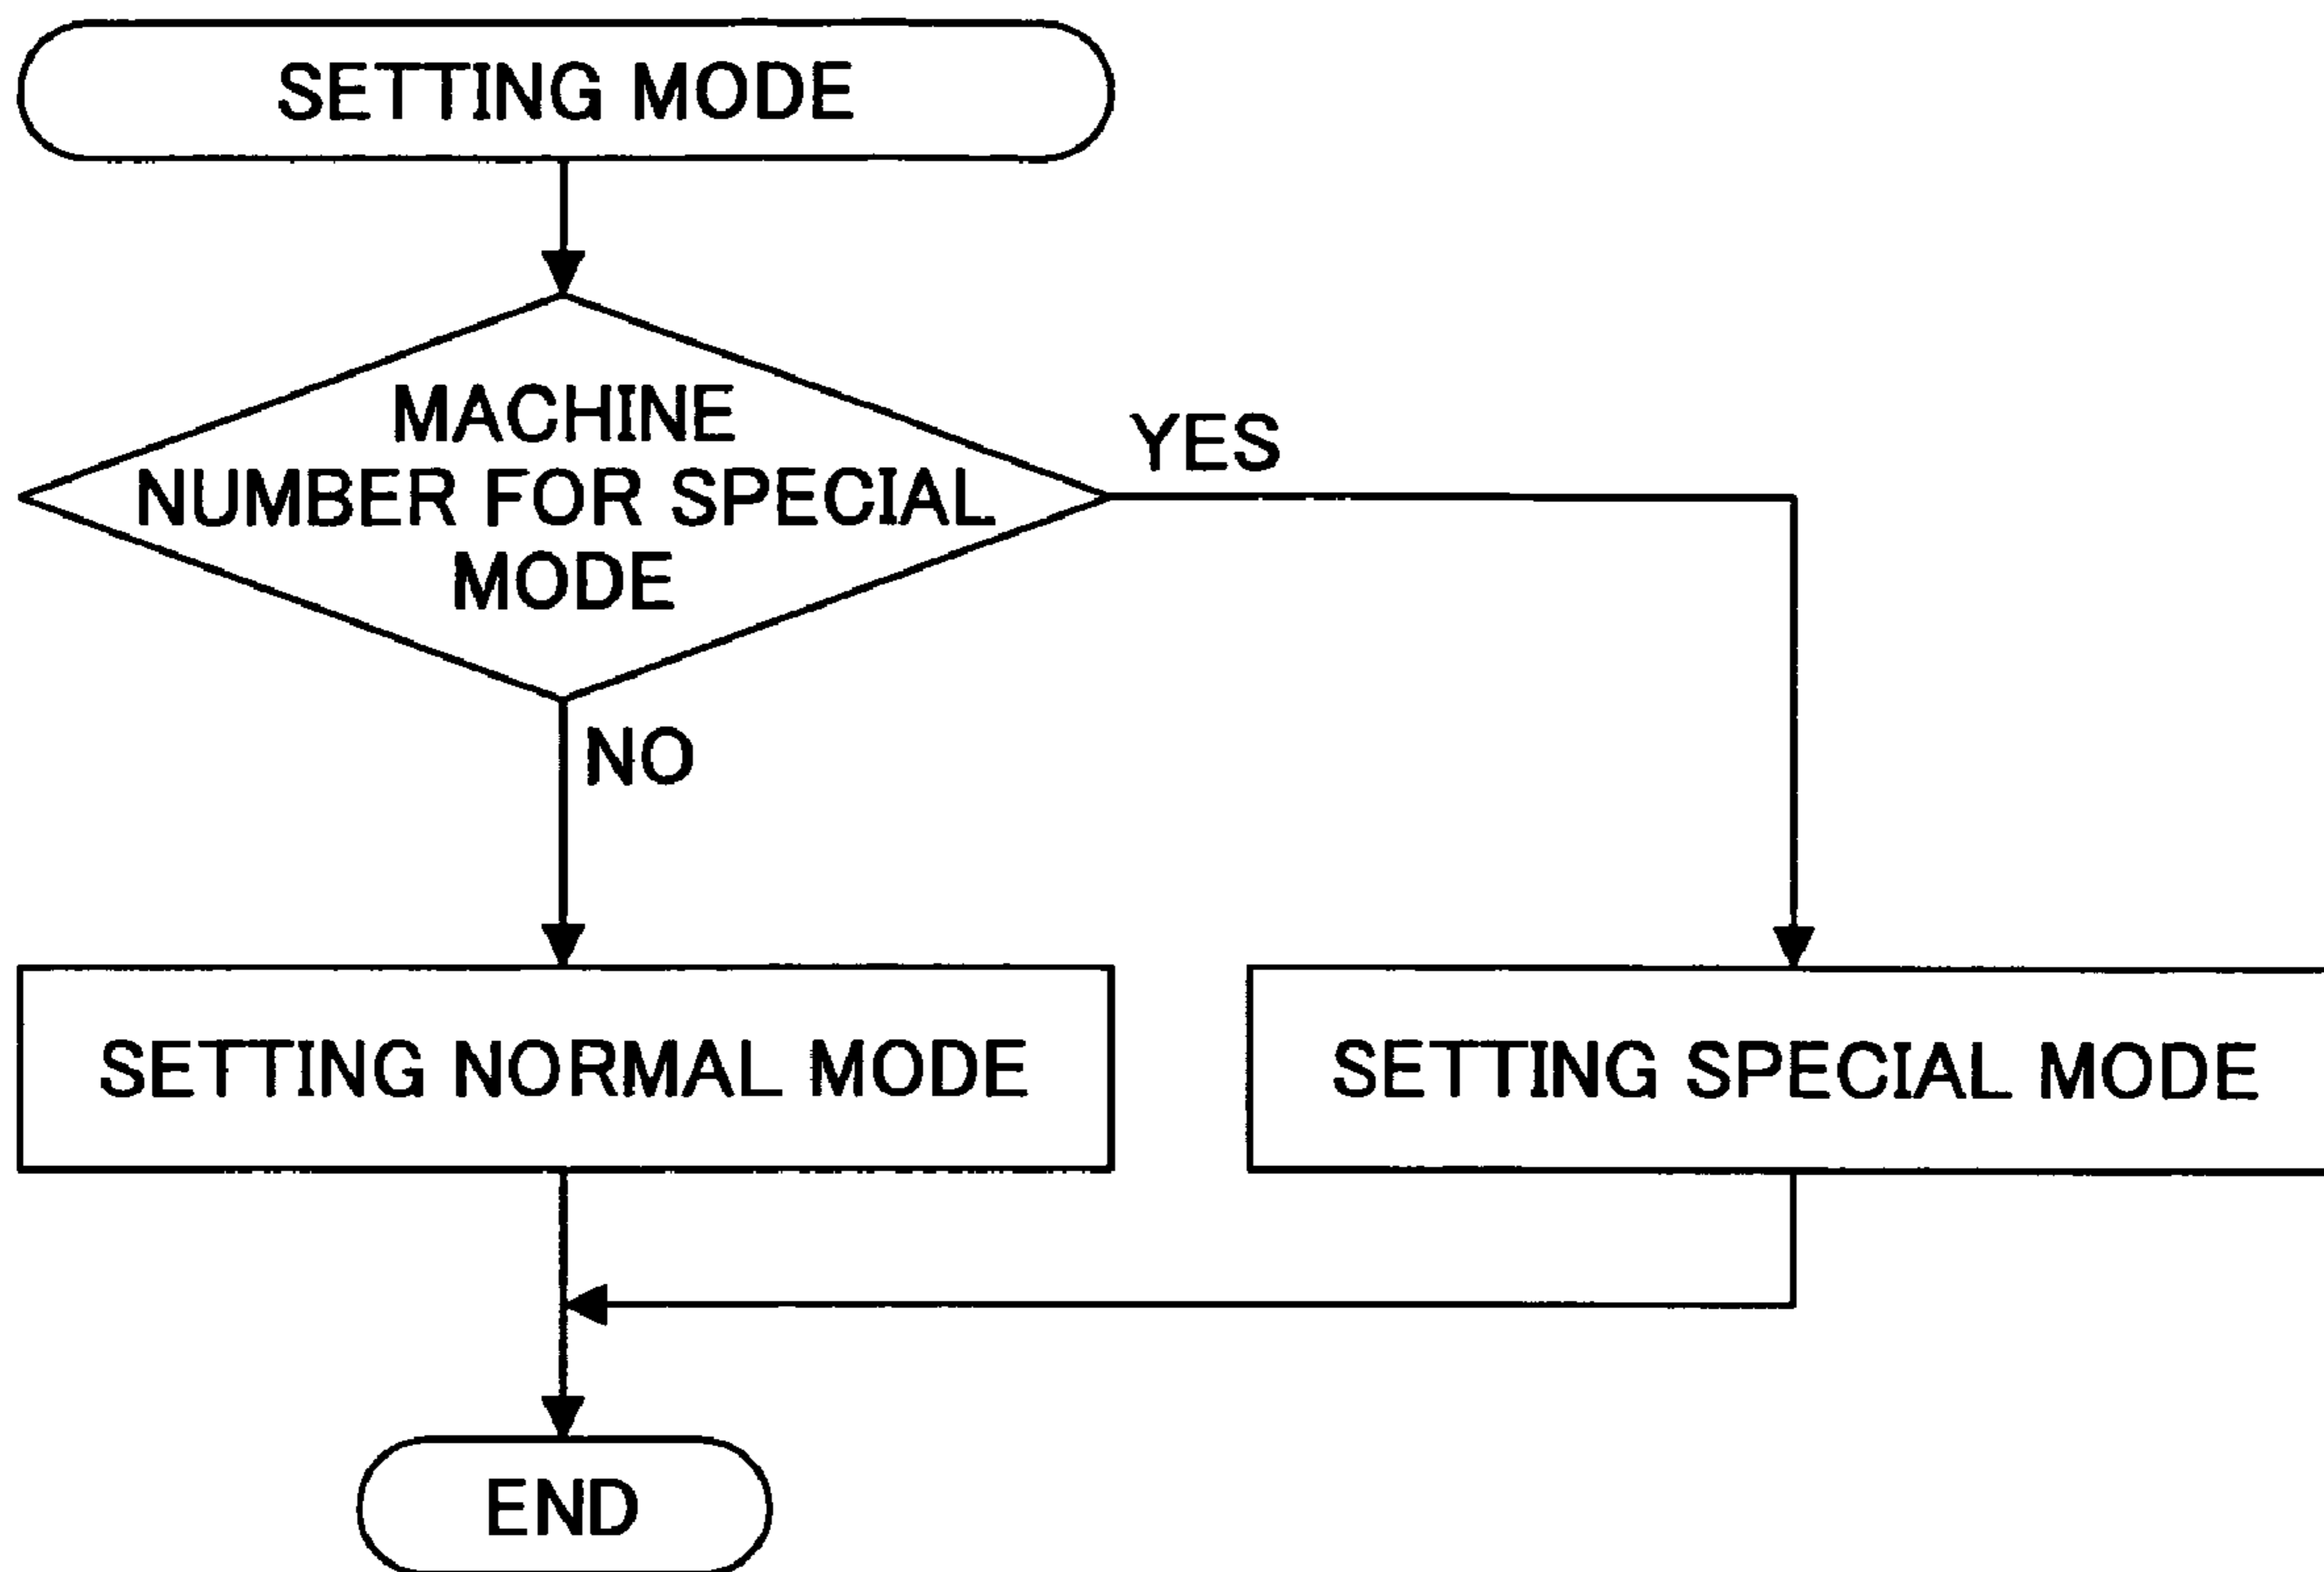 SETTING MODE
MACHINE
NUMBER FOR SPECIAL
MODE
YES
NO
SETTING NORMAL MODE
SETTING SPECIAL MODE
END